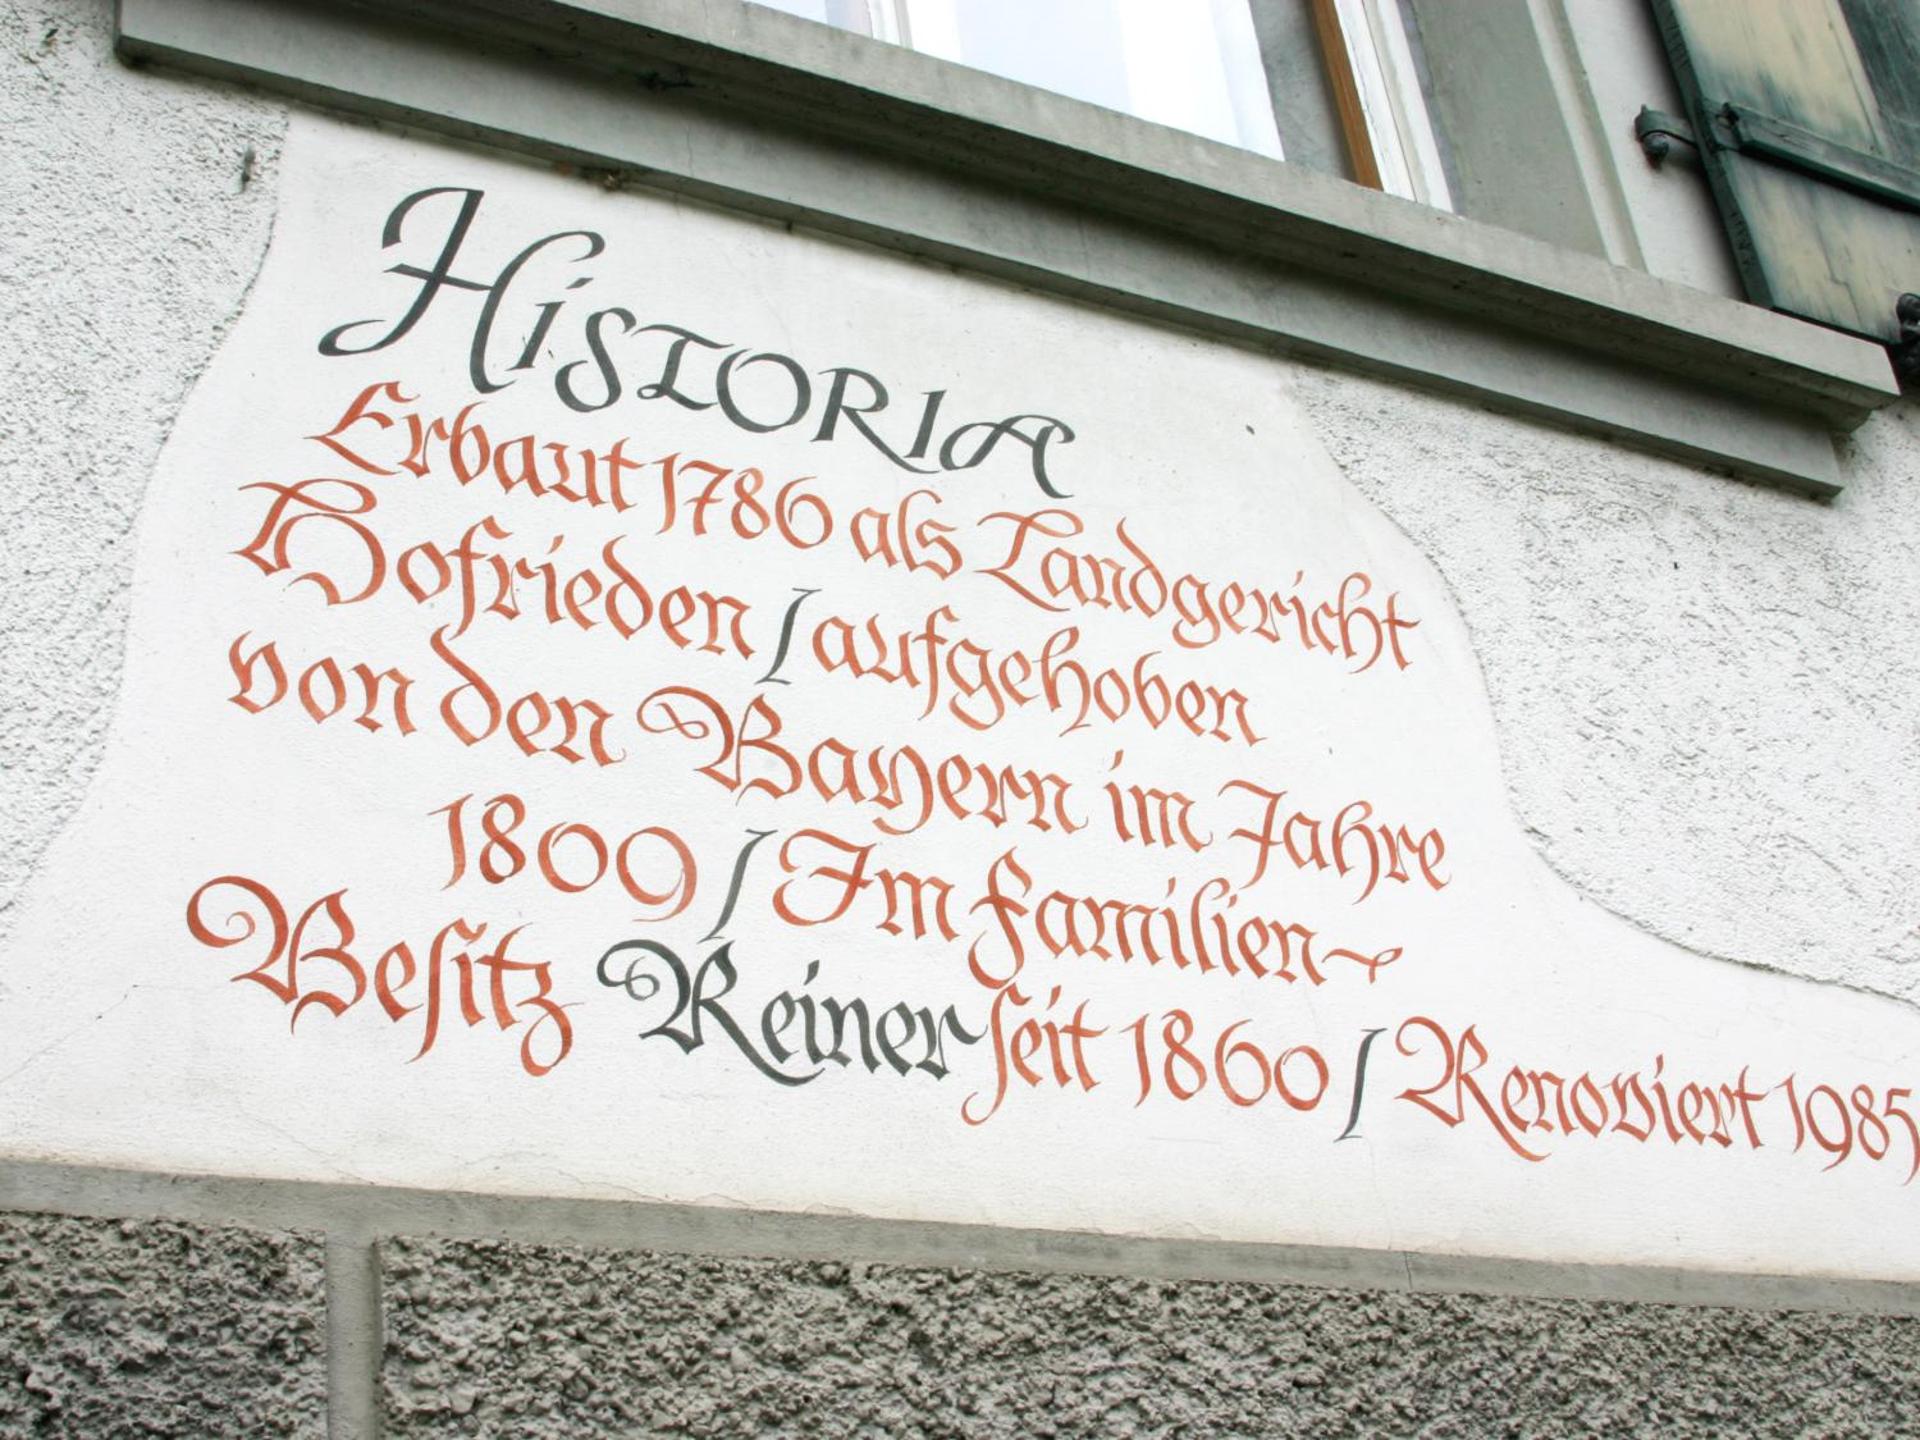 HiSTORIA
Erbaut 1786 als Landgericht
Hofrieden / aufgehoben
von den Bayern im Jahre
1809 / Im Familien~
Beſitz Reiner ſeit 1860 / Renoviert 1985